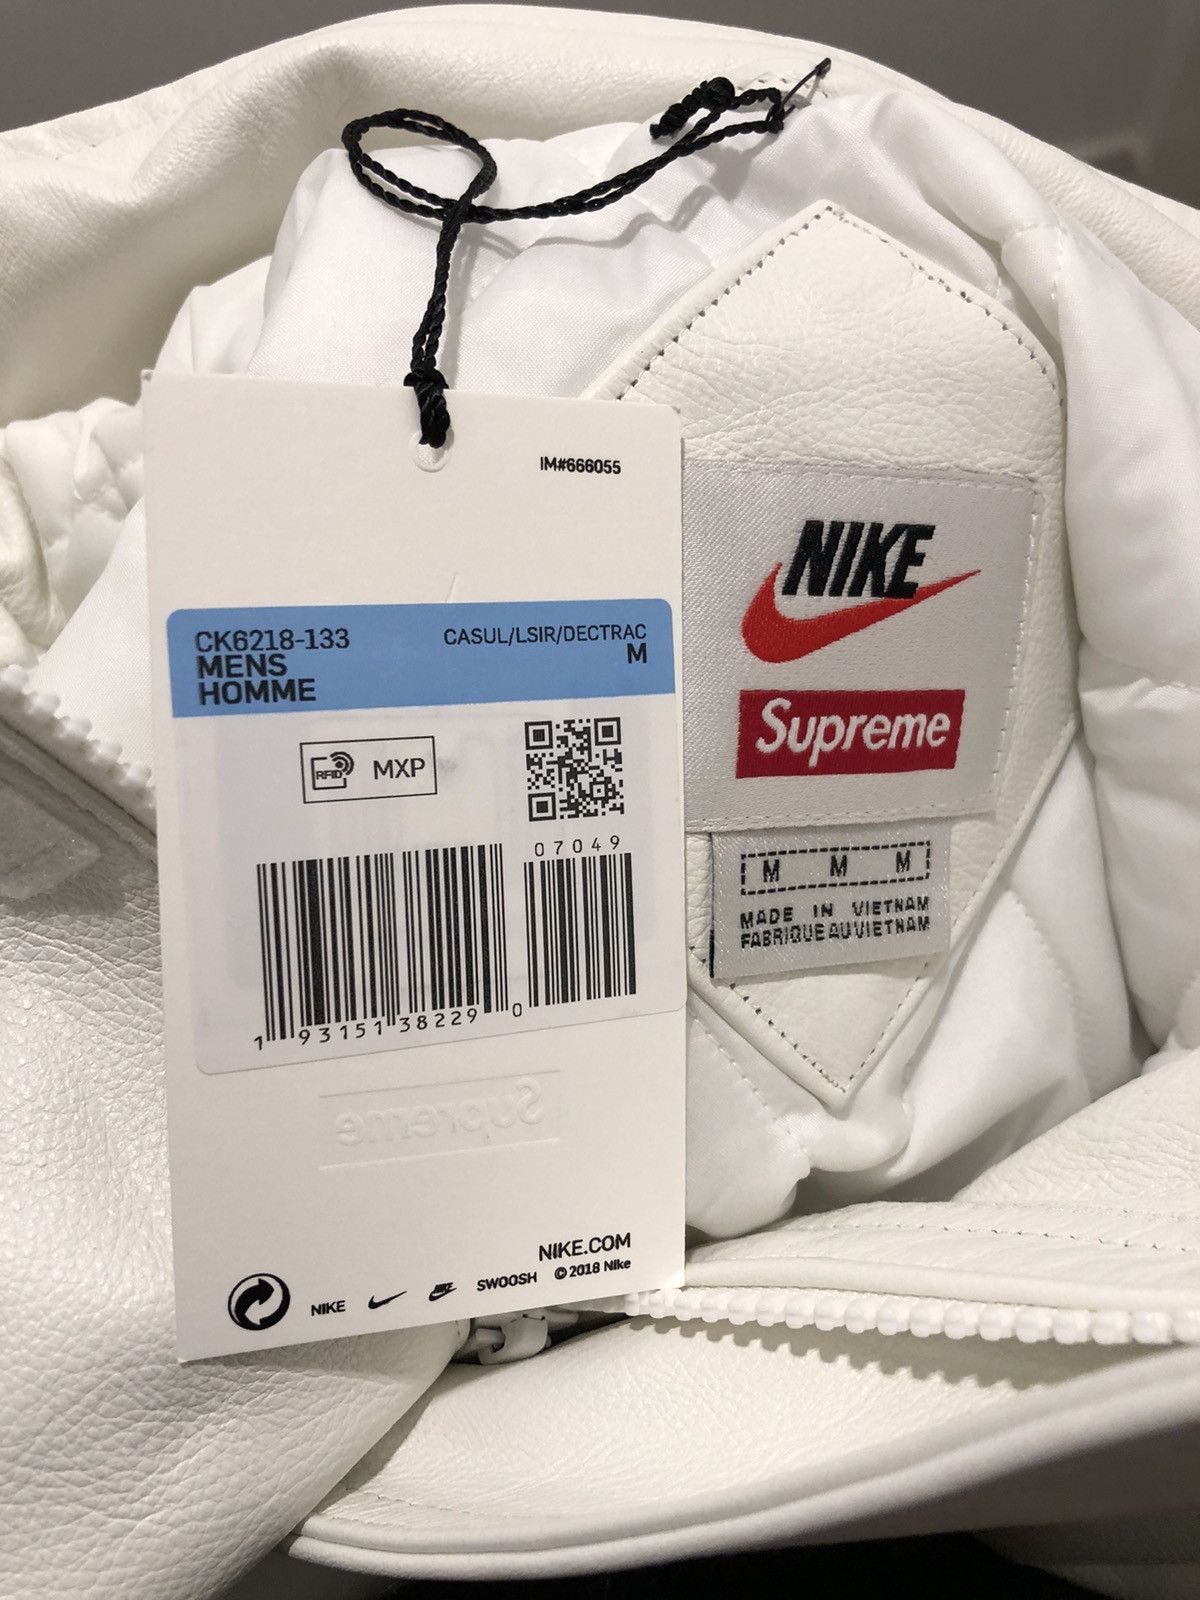 IM#666055
CK6218-133
CASUL/LSIR/DECTRAC
MENS
M
HOMME
RFID MXP
07049
1 93151 38229 0
Supreme
NIKE.COM
NIKE SWOOSH © 2018 Nike
NIKE
Supreme
M M M
MADE IN VIETNAM
FABRIQUE AU VIETNAM